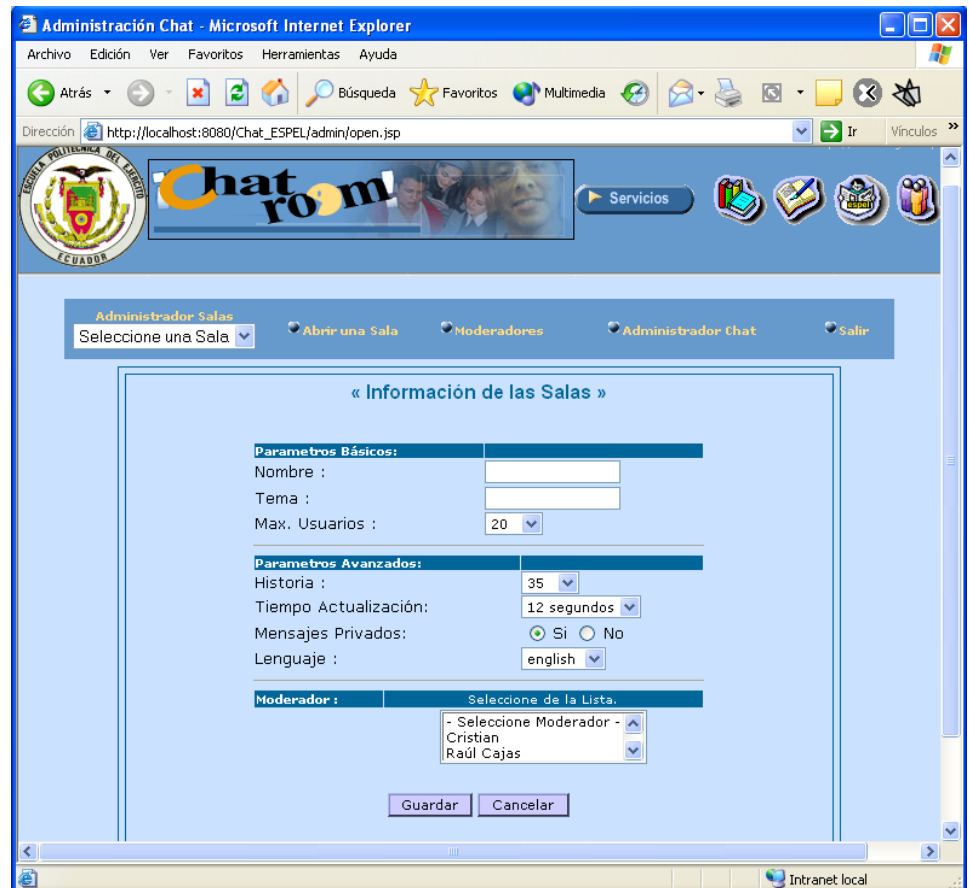 Administración Chat - Microsoft Internet Explorer
Archivo Edición Ver Favoritos Herramientas Ayuda
Atrás Búsqueda Favoritos Multimedia
Dirección http://localhost:8080/Chat_ESPEL/admin/open.jsp Ir Vínculos »
ESCUELA POLITECNICA DEL EJERCITO
ECUADOR
Chat room
Servicios
espel
Administrador Salas
Seleccione una Sala Abrir una Sala Moderadores Administrador Chat Salir
« Información de las Salas »
Parametros Básicos:
Nombre :
Tema :
Max. Usuarios : 20
Parametros Avanzados:
Historia : 35
Tiempo Actualización: 12 segundos
Mensajes Privados: Si No
Lenguaje : english
Moderador : Seleccione de la Lista.
- Seleccione Moderador -
Cristian
Raúl Cajas
Guardar Cancelar
Intranet local